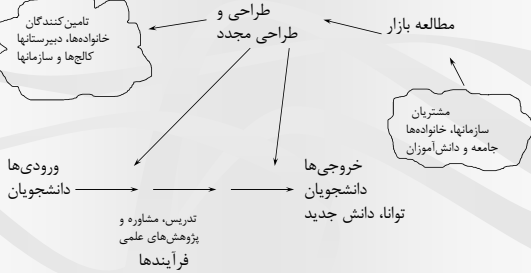 طراحی و
طراحی مجدد
مطالعه بازار
تامین‌کنندگان
خانواده‌ها، دبیرستانها
کالج‌ها و سازمانها
مشتریان
سازمانها، خانواده‌ها
جامعه و دانش‌آموزان
خروجی‌ها
دانشجویان
توانا، دانش جدید
ورودی‌ها
دانشجویان
تدریس، مشاوره و
پژوهش‌های علمی
فرآیندها